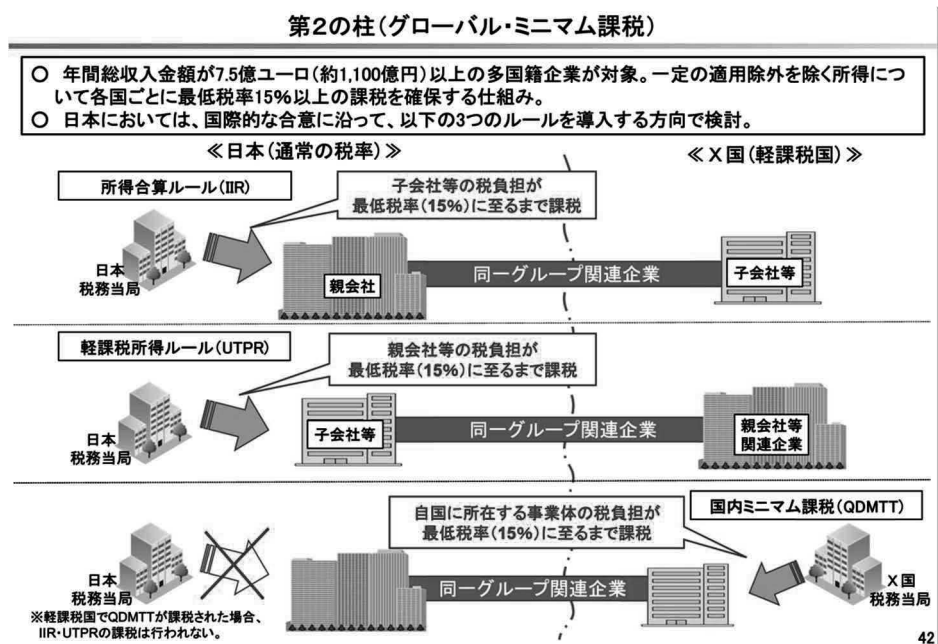 第2の柱（グローバル・ミニマム課税）
○ 年間総収入金額が7.5億ユーロ（約1,100億円）以上の多国籍企業が対象。一定の適用除外を除く所得につ
いて各国ごとに最低税率15％以上の課税を確保する仕組み。
○ 日本においては、国際的な合意に沿って、以下の3つのルールを導入する方向で検討。
≪日本（通常の税率）≫
≪X国（軽課税国）≫
所得合算ルール（IIR）
子会社等の税負担が
最低税率（15％）に至るまで課税
日本
税務当局
親会社
同一グループ関連企業
子会社等
軽課税所得ルール（UTPR）
親会社等の税負担が
最低税率（15％）に至るまで課税
日本
税務当局
子会社等
同一グループ関連企業
親会社等
関連企業
自国に所在する事業体の税負担が
最低税率（15％）に至るまで課税
国内ミニマム課税（QDMTT）
日本
税務当局
同一グループ関連企業
X国
税務当局
※軽課税国でQDMTTが課税された場合、
IIR・UTPRの課税は行われない。
42